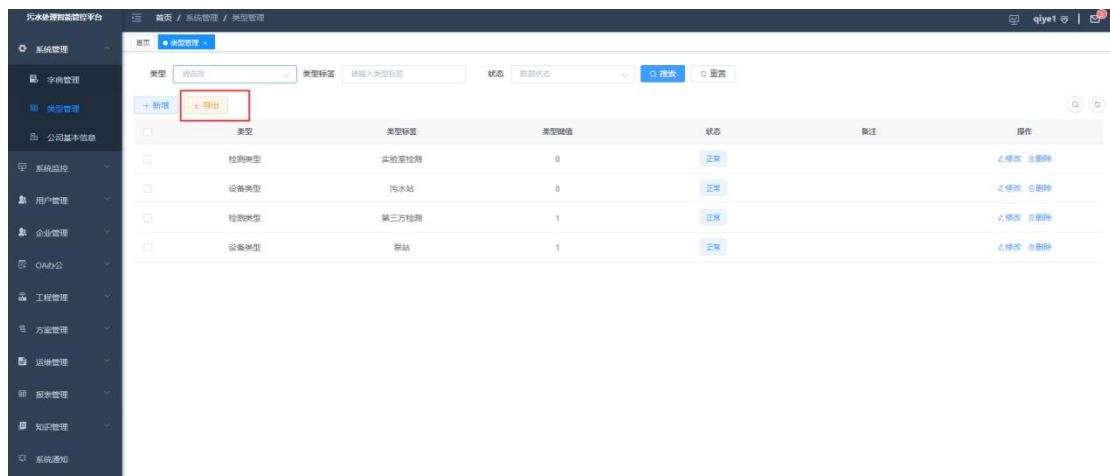 污水处理智能管控平台
首页 / 系统管理 / 类型管理
qiye1
系统管理
字典管理
类型管理
公司基本信息
系统监控
用户管理
企业管理
OA办公
工程管理
方案管理
运维管理
报表管理
知识管理
系统通知
首页 类型管理 ×
类型 请选择 类型标签 请输入类型标签 状态 数据状态 搜索 重置
+ 新增 导出
类型 类型标签 类型键值 状态 备注 操作
检测类型 实验室检测 0 正常 修改 删除
设备类型 污水站 0 正常 修改 删除
检测类型 第三方检测 1 正常 修改 删除
设备类型 泵站 1 正常 修改 删除